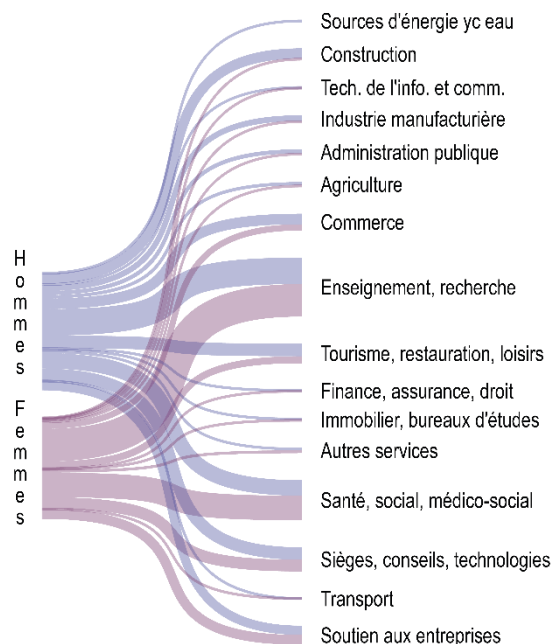 Sources d'énergie yc eau
Construction
Tech. de l'info. et comm.
Industrie manufacturière
Administration publique
Agriculture
Commerce
Hommes
Enseignement, recherche
Tourisme, restauration, loisirs
Finance, assurance, droit
Femmes
Immobilier, bureaux d'études
Autres services
Santé, social, médico-social
Sièges, conseils, technologies
Transport
Soutien aux entreprises